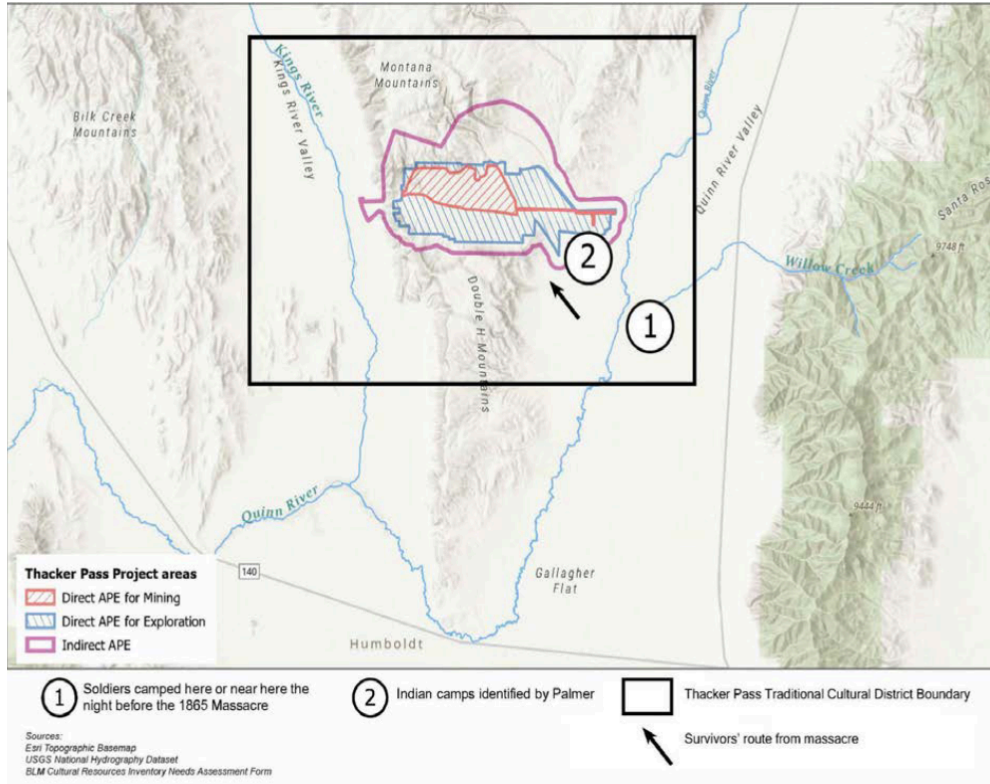 Kings River
Kings River Valley
Montana
Mountains
Bilk Creek
Mountains
Quinn River
Quinn River Valley
Santa Ros
9748 ft
Willow Creek
2
1
Double H Mountains
Quinn River
9444 ft
140
Gallagher
Flat
Humboldt
Thacker Pass Project areas
Direct APE for Mining
Direct APE for Exploration
Indirect APE
1 Soldiers camped here or near here the
night before the 1865 Massacre
2 Indian camps identified by Palmer
Thacker Pass Traditional Cultural District Boundary
Survivors' route from massacre
Sources:
Esri Topographic Basemap
USGS National Hydrography Dataset
BLM Cultural Resources Inventory Needs Assessment Form